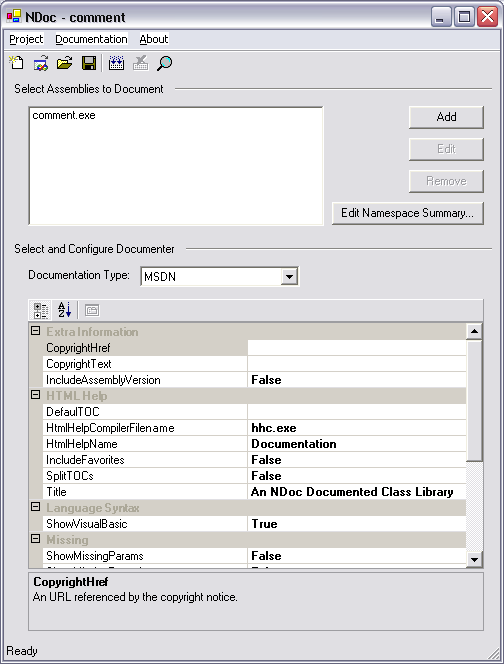 NDoc - comment
Project Documentation About
Select Assemblies to Document
comment.exe
Add
Edit
Remove
Edit Namespace Summary...
Select and Configure Documenter
Documentation Type: MSDN
Extra Information
CopyrightHref
CopyrightText
IncludeAssemblyVersion False
HTML Help
DefaulTOC
HtmlHelpCompilerFilename hhc.exe
HtmlHelpName Documentation
IncludeFavorites False
SplitTOCs False
Title An NDoc Documented Class Library
Language Syntax
ShowVisualBasic True
Missing
ShowMissingParams False
CopyrightHref
An URL referenced by the copyright notice.
Ready